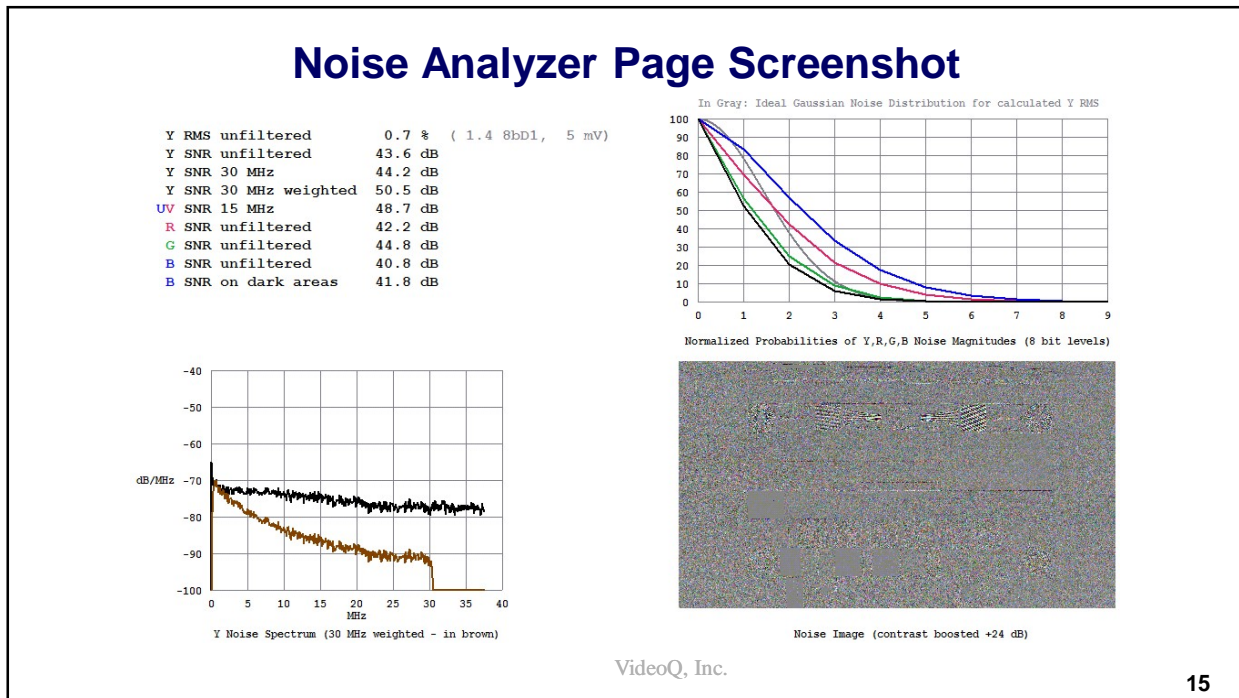 Noise Analyzer Page Screenshot
Y RMS unfiltered 0.7 % ( 1.4 8bD1, 5 mV)
Y SNR unfiltered 43.6 dB
Y SNR 30 MHz 44.2 dB
Y SNR 30 MHz weighted 50.5 dB
UV SNR 15 MHz 48.7 dB
R SNR unfiltered 42.2 dB
G SNR unfiltered 44.8 dB
B SNR unfiltered 40.8 dB
B SNR on dark areas 41.8 dB
In Gray: Ideal Gaussian Noise Distribution for calculated Y RMS
100
90
80
70
60
50
40
30
20
10
0
0 1 2 3 4 5 6 7 8 9
Normalized Probabilities of Y,R,G,B Noise Magnitudes (8 bit levels)
-40
-50
-60
dB/MHz -70
-80
-90
-100
0 5 10 15 20 25 30 35 40
MHz
Y Noise Spectrum (30 MHz weighted - in brown)
Noise Image (contrast boosted +24 dB)
VideoQ, Inc.
15